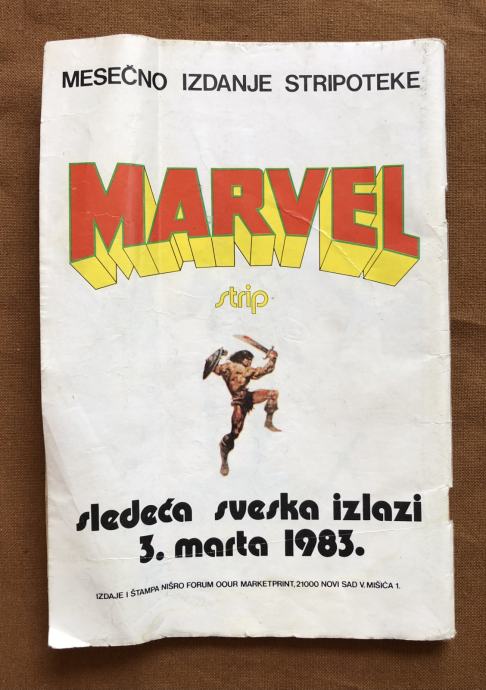 MESEČNO IZDANJE STRIPOTEKE
MARVEL
strip
sledeća sveska izlazi
3. marta 1983.
IZDAJE I ŠTAMPA NIŠRO FORUM OOUR MARKETPRINT, 21000 NOVI SAD V. MIŠIĆA 1.